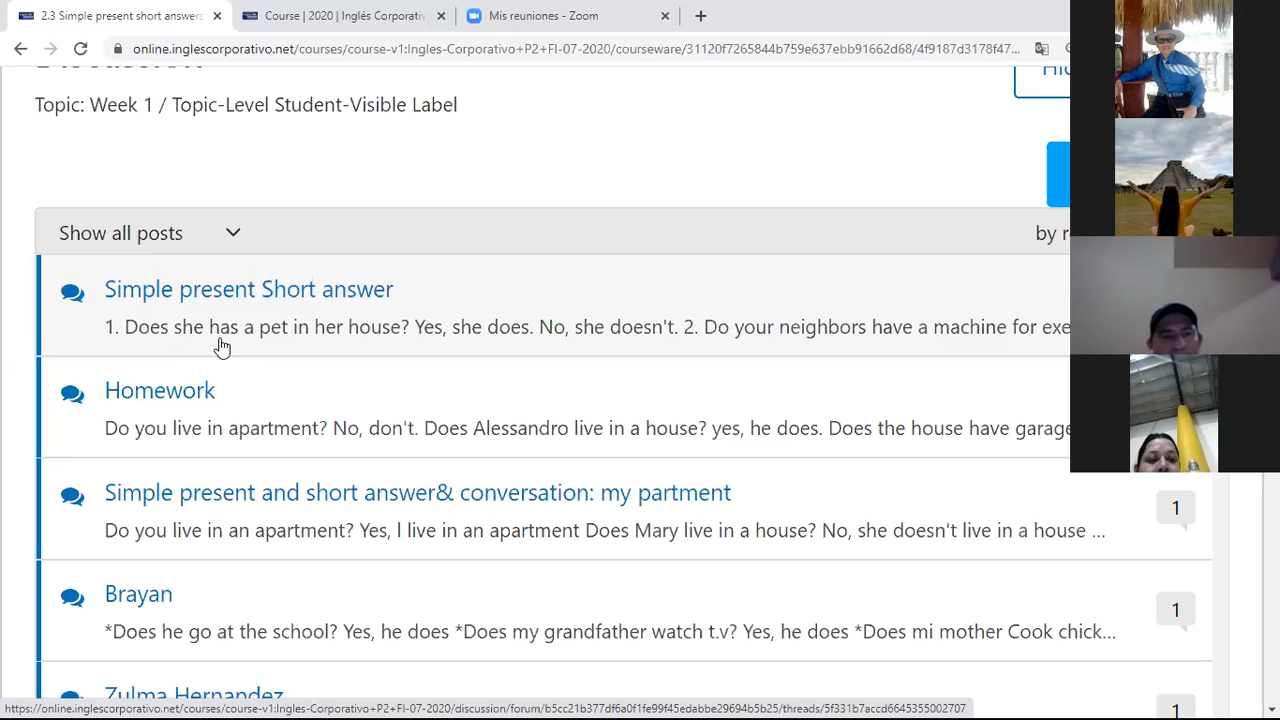 2.3 Simple present short answers
Course | 2020 | Inglés Corporativ
Mis reuniones - Zoom
online.inglescorporativo.net/courses/course-v1:Ingles-Corporativo+P2+FI-07-2020/courseware/31120f7265844b759e637ebb91662d68/4f9187d3178f47...
Topic: Week 1 / Topic-Level Student-Visible Label
Show all posts
by r
Simple present Short answer
1. Does she has a pet in her house? Yes, she does. No, she doesn't. 2. Do your neighbors have a machine for exe
Homework
Do you live in apartment? No, don't. Does Alessandro live in a house? yes, he does. Does the house have garage
Simple present and short answer& conversation: my partment
1
Do you live in an apartment? Yes, I live in an apartment Does Mary live in a house? No, she doesn't live in a house ...
Brayan
1
*Does he go at the school? Yes, he does *Does my grandfather watch t.v? Yes, he does *Does mi mother Cook chick...
Zulma Hernandez
1
https://online.inglescorporativo.net/courses/course-v1:Ingles-Corporativo+P2+FI-07-2020/discussion/forum/b5cc21b377df6a0f1fe99f45edabbe29694b5b25/threads/5f331b7accd6645355002707